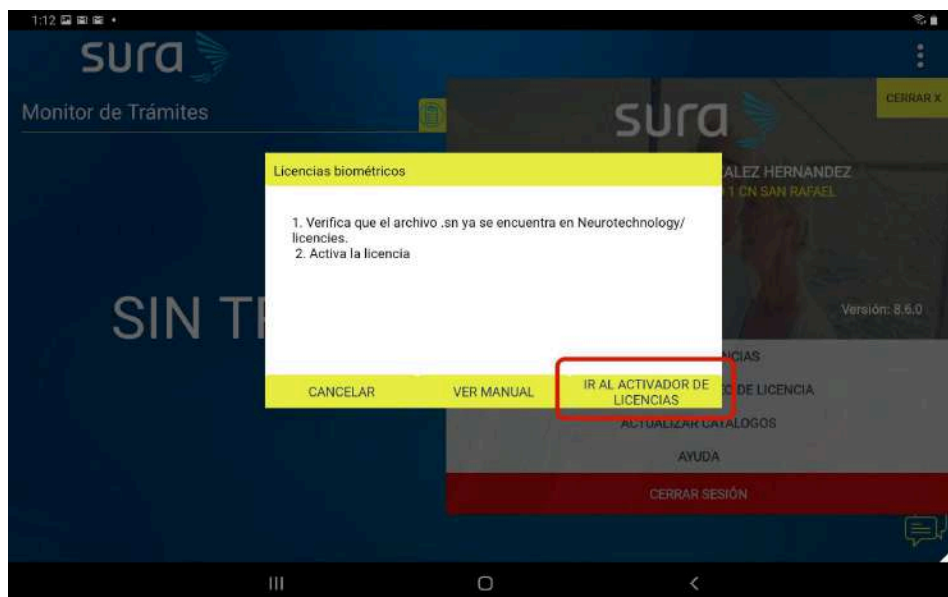 1:12
sura
CERRAR X
Monitor de Trámites
sura
Licencias biométricos
ALEZ HERNANDEZ
1 CN SAN RAFAEL
1. Verifica que el archivo .sn ya se encuentra en Neurotechnology/
licencies.
2. Activa la licencia
SIN
Versión: 8.6.0
NCIAS
CANCELAR
VER MANUAL
IR AL ACTIVADOR DE
LICENCIAS
DE LICENCIA
ACTUALIZAR CATALOGOS
AYUDA
CERRAR SESIÓN